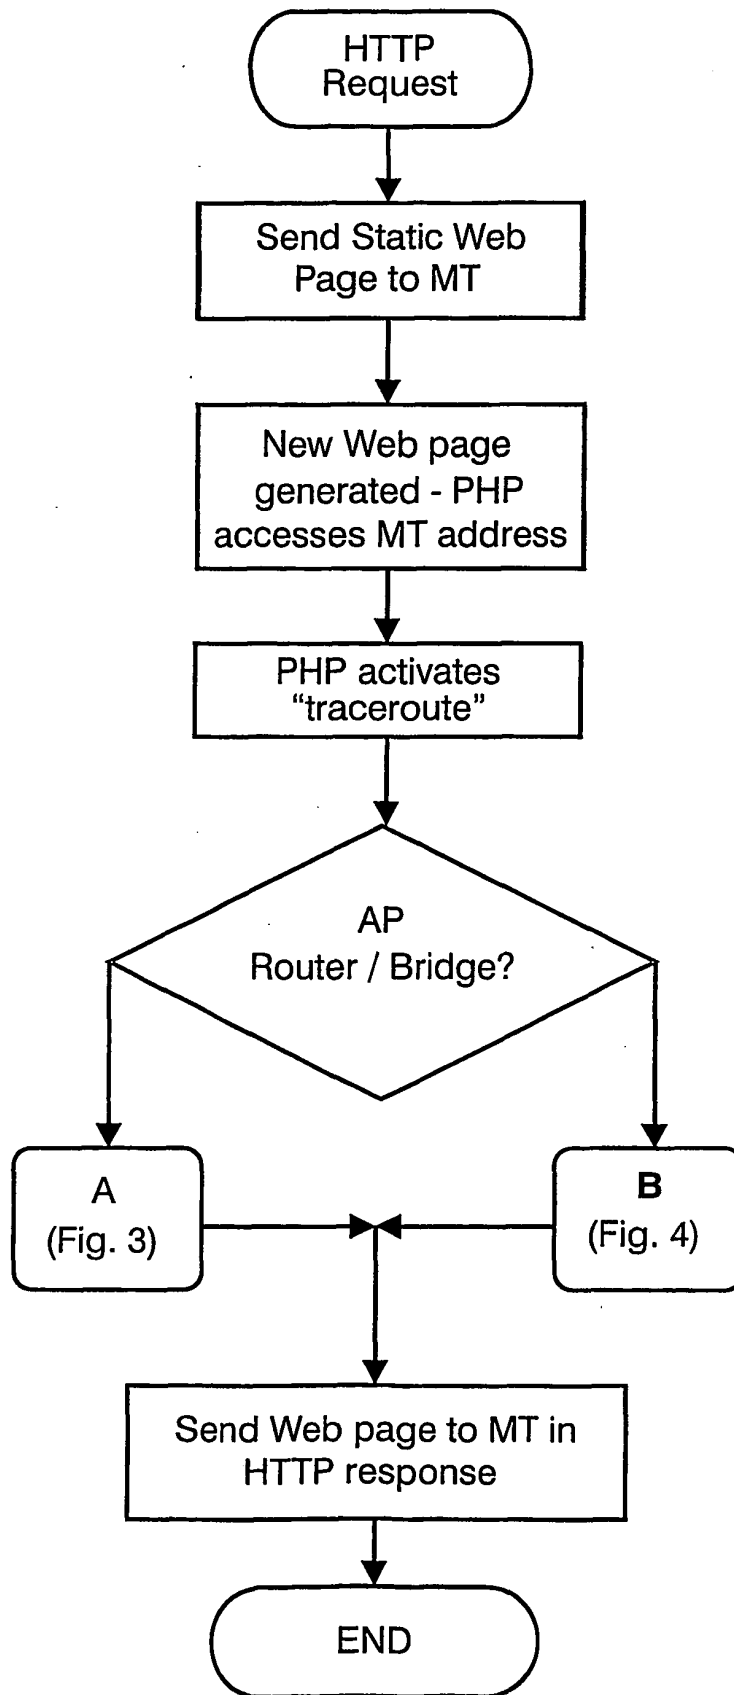 HTTP
Request
Send Static Web
Page to MT
New Web page
generated - PHP
accesses MT address
PHP activates
“traceroute”
AP
Router / Bridge?
A
(Fig. 3)
B
(Fig. 4)
Send Web page to MT in
HTTP response
END